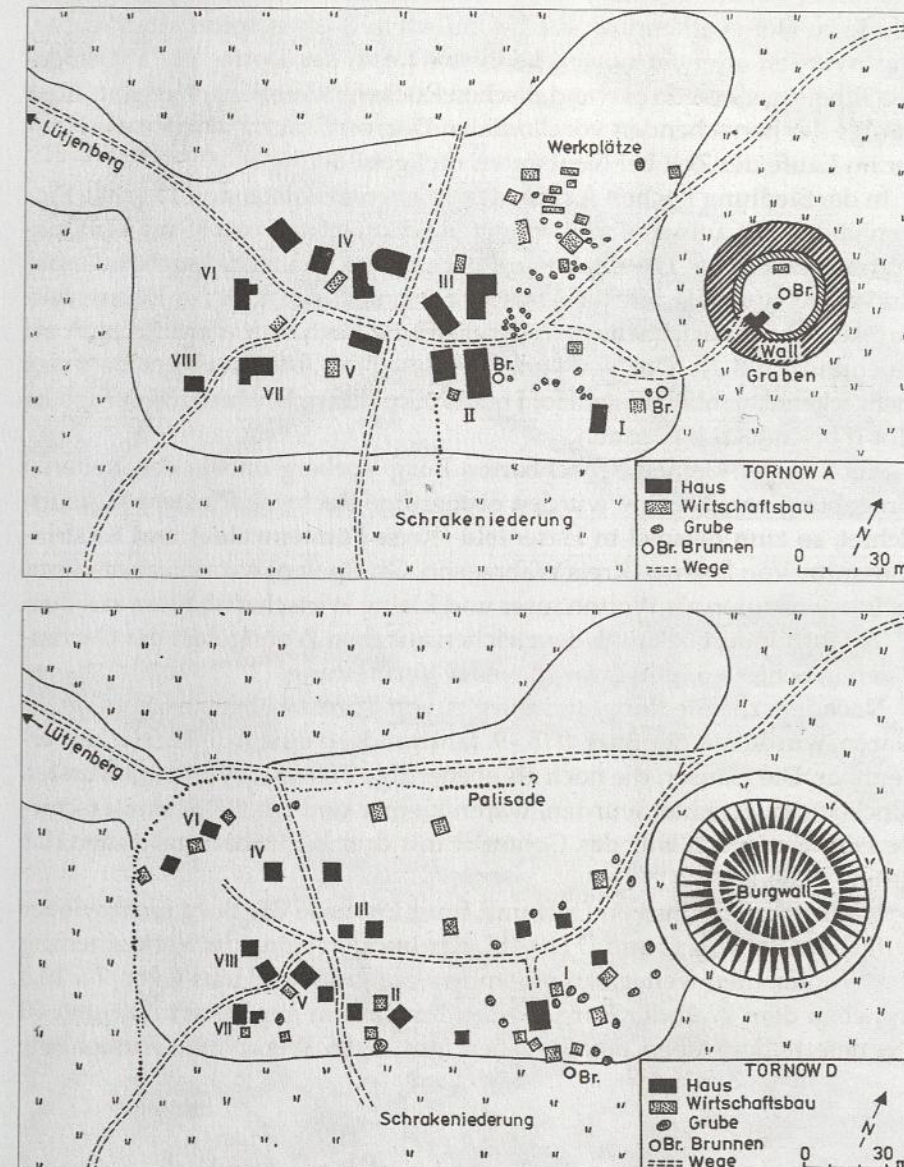 Lütjenberg
Werkplätze
IV
VI
III
Br.
Wall
Graben
VIII
VII
V
Br.
II
I
Br.
Schrakeniederung
TORNOW A
Haus
Wirtschaftsbau
Grube
Br. Brunnen
Wege
N
0 30 m
Lütjenberg
Palisade ?
VI
IV
III
Burgwall
VIII
V
II
I
VII
Br.
Schrakeniederung
TORNOW D
Haus
Wirtschaftsbau
Grube
Br. Brunnen
Wege
N
0 30 m